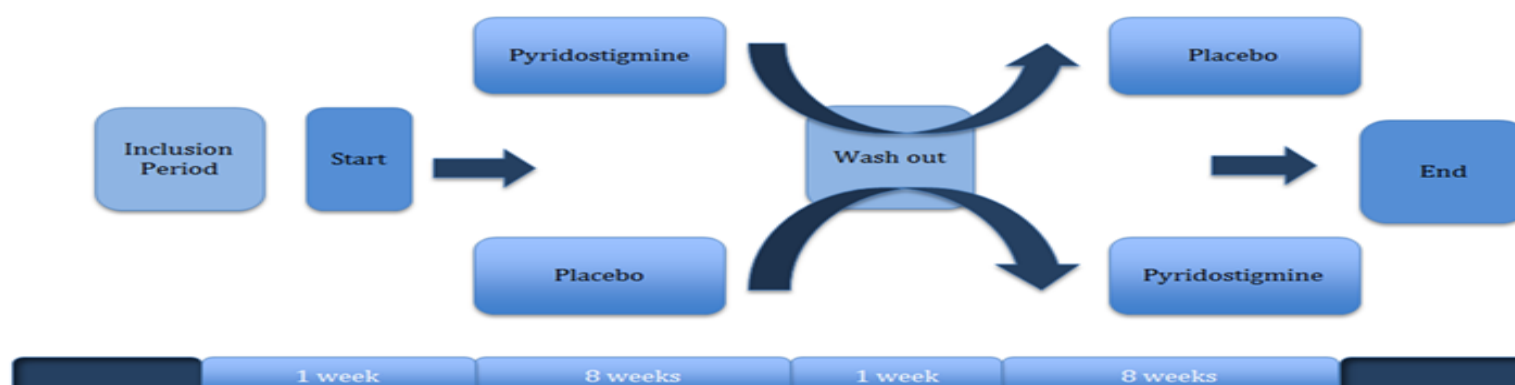 Pyridostigmine
Placebo
Inclusion
Period
Start
Wash out
End
Placebo
Pyridostigmine
1 week
8 weeks
1 week
8 weeks